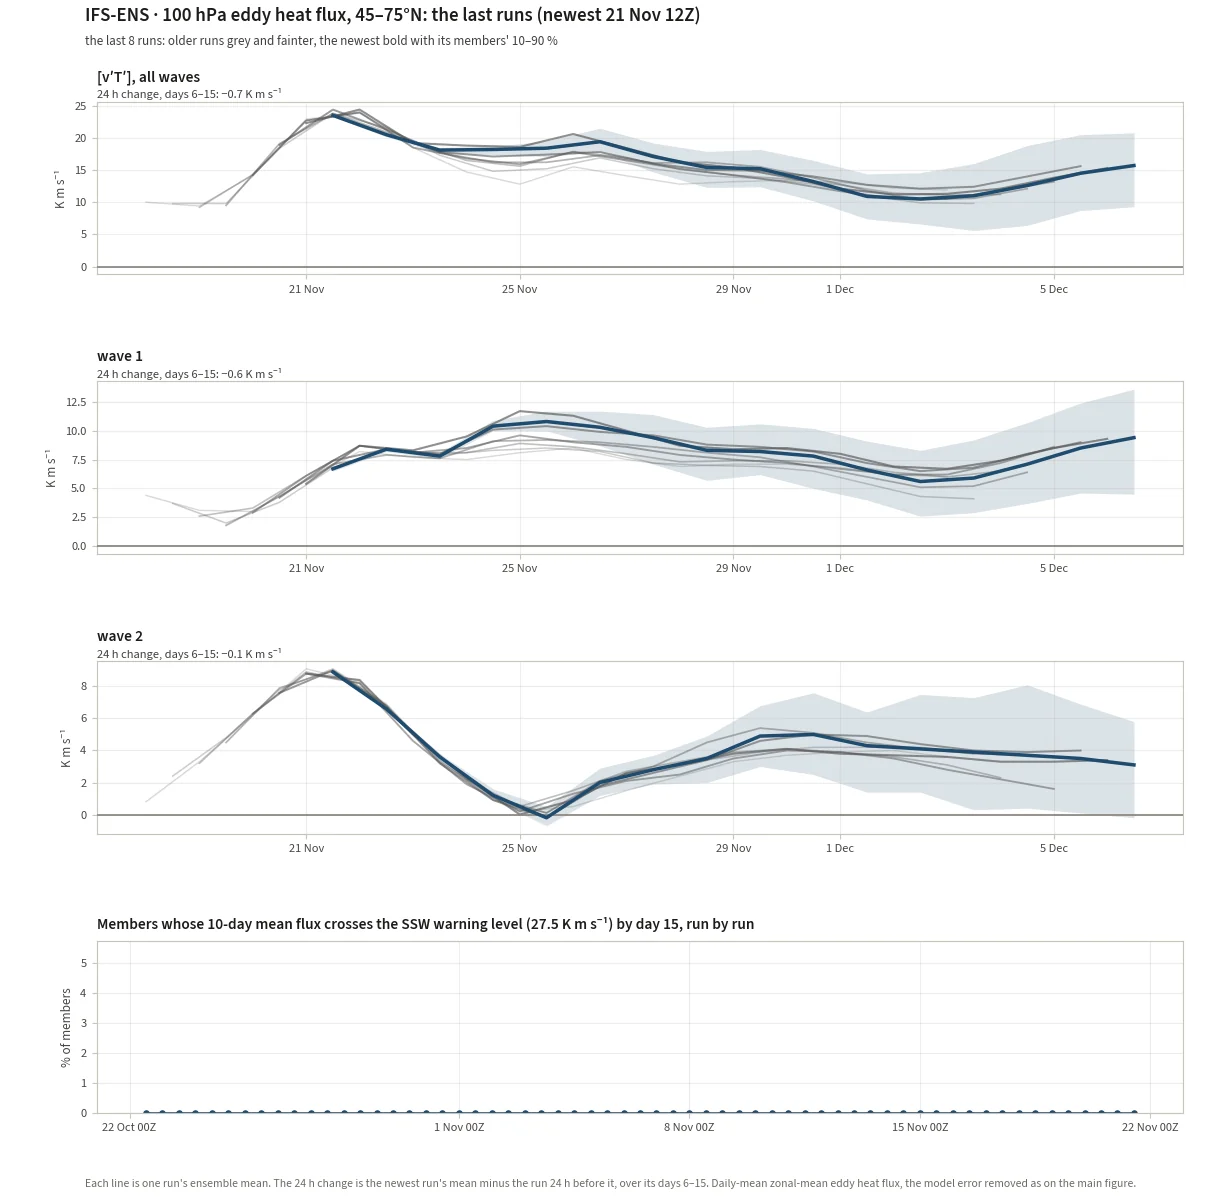 IFS-ENS · 100 hPa eddy heat flux, 45–75°N: the last runs (newest 21 Nov 12Z)
the last 8 runs: older runs grey and fainter, the newest bold with its members' 10–90 %
[v′T′], all waves
24 h change, days 6–15: −0.7 K m s⁻¹
25
20
15
10
5
0
K m s⁻¹
21 Nov
25 Nov
29 Nov
1 Dec
5 Dec
wave 1
24 h change, days 6–15: −0.6 K m s⁻¹
12.5
10.0
7.5
5.0
2.5
0.0
K m s⁻¹
21 Nov
25 Nov
29 Nov
1 Dec
5 Dec
wave 2
24 h change, days 6–15: −0.1 K m s⁻¹
8
6
4
2
0
K m s⁻¹
21 Nov
25 Nov
29 Nov
1 Dec
5 Dec
Members whose 10-day mean flux crosses the SSW warning level (27.5 K m s⁻¹) by day 15, run by run
5
4
3
2
1
0
% of members
22 Oct 00Z
1 Nov 00Z
8 Nov 00Z
15 Nov 00Z
22 Nov 00Z
Each line is one run's ensemble mean. The 24 h change is the newest run's mean minus the run 24 h before it, over its days 6–15. Daily-mean zonal-mean eddy heat flux, the model error removed as on the main figure.